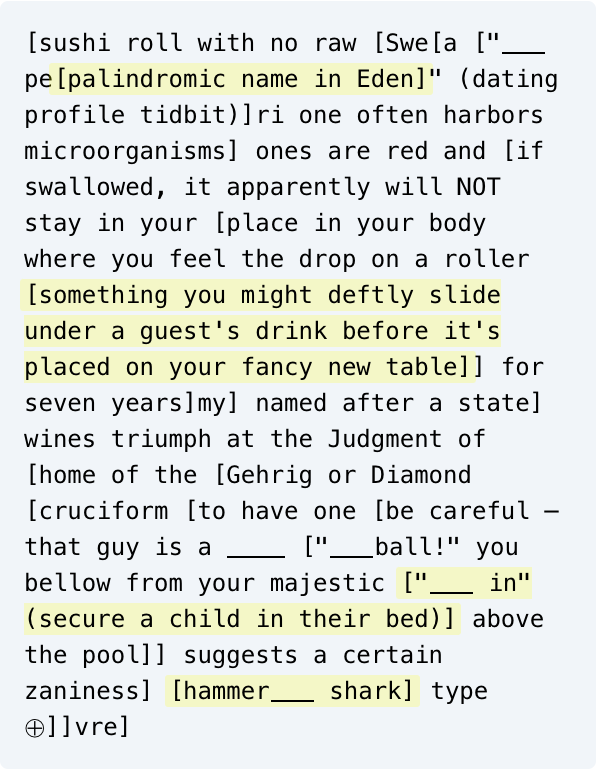 [sushi roll with no raw [Swe[a ["___
pe[palindromic name in Eden]" (dating
profile tidbit)]ri one often harbors
microorganisms] ones are red and [if
swallowed, it apparently will NOT
stay in your [place in your body
where you feel the drop on a roller
[something you might deftly slide
under a guest's drink before it's
placed on your fancy new table]] for
seven years]my] named after a state]
wines triumph at the Judgment of
[home of the [Gehrig or Diamond
[cruciform [to have one [be careful —
that guy is a ____ ["___ball!" you
bellow from your majestic ["___ in"
(secure a child in their bed)] above
the pool]] suggests a certain
zaniness] [hammer___ shark] type
⊕]]vre]